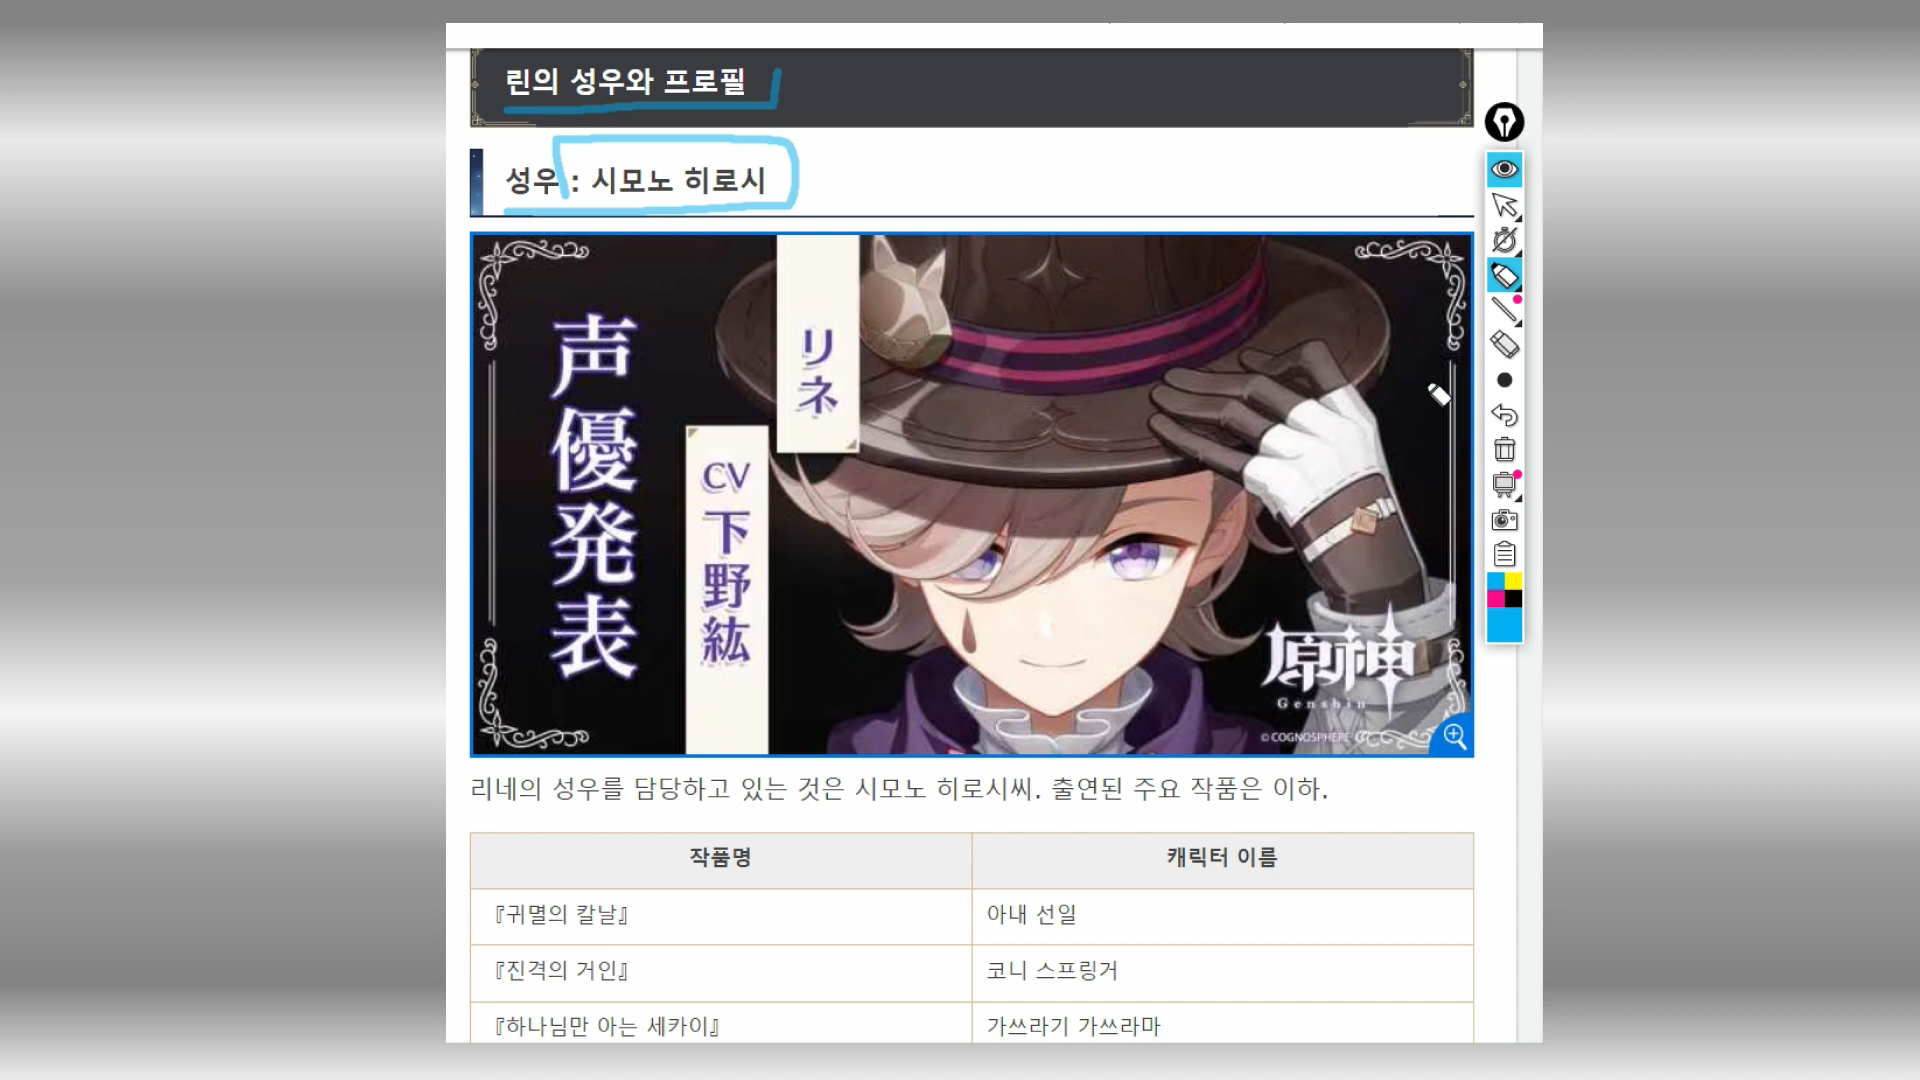 린의 성우와 프로필
성우 : 시모노 히로시
声優発表
リネ
CV 下野紘
原神
Genshin
©COGNOSPHERE
리네의 성우를 담당하고 있는 것은 시모노 히로시씨. 출연된 주요 작품은 이하.
작품명 캐릭터 이름
『귀멸의 칼날』 아내 선일
『진격의 거인』 코니 스프링거
『하나님만 아는 세카이』 가쓰라기 가쓰라마